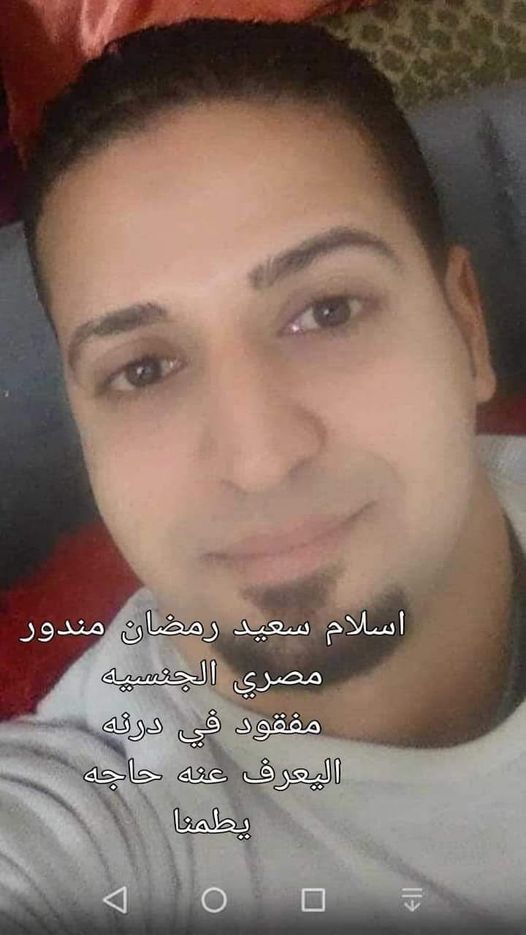 اسلام سعيد رمضان مندور
مصري الجنسيه
مفقود في درنه
اليعرف عنه حاجه
يطمنا